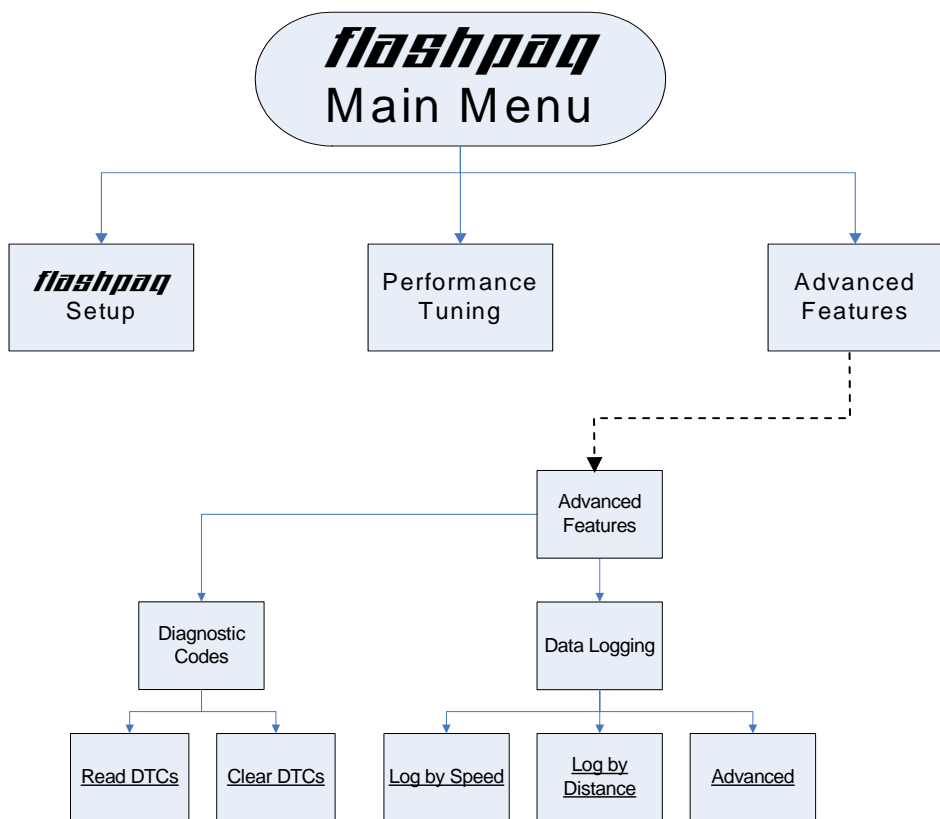 flashpaq
Main Menu
flashpaq
Setup
Performance
Tuning
Advanced
Features
Advanced
Features
Diagnostic
Codes
Data Logging
Read DTCs
Clear DTCs
Log by Speed
Log by
Distance
Advanced